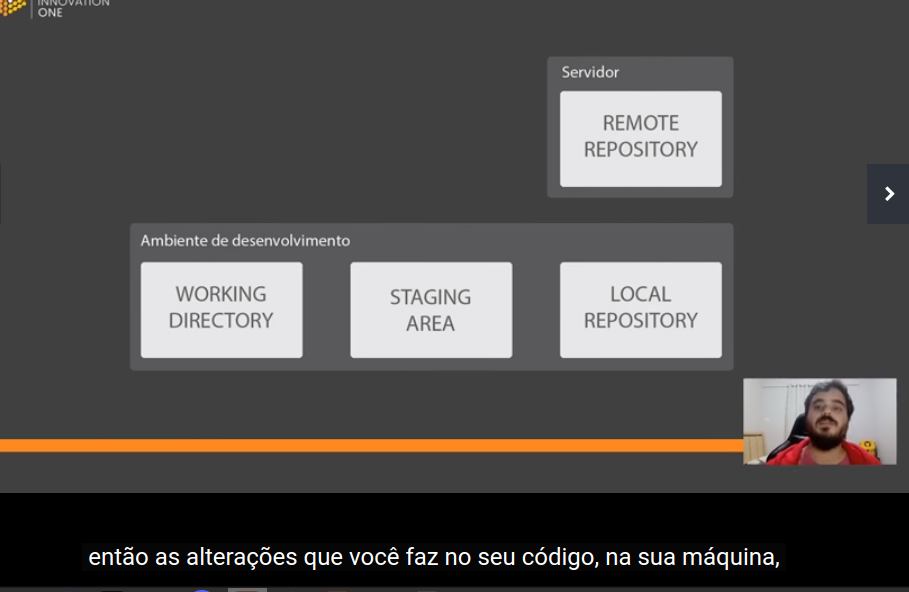 INNOVATION
ONE
Servidor
REMOTE
REPOSITORY
Ambiente de desenvolvimento
WORKING
DIRECTORY
STAGING
AREA
LOCAL
REPOSITORY
então as alterações que você faz no seu código, na sua máquina,